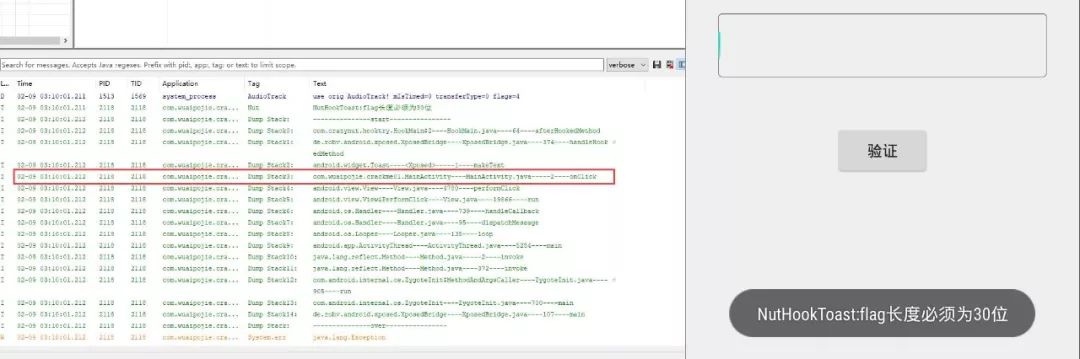 Search for messages. Accepts Java regexes. Prefix with pid:, app:, tag: or text: to limit scope.
verbose
L... Time PID TID Application Tag Text
D 02-09 03:10:01.211 1513 1569 system_process AudioTrack use orig AudioTrack! mIsTimed=0 transferType=0 flags=4
I 02-09 03:10:01.211 2118 2118 com.wuaipojie.cra... Nut NutHookToast:flag长度必须为30位
I 02-09 03:10:01.211 2118 2118 com.wuaipojie.cra... Dump Stack: ---------------start----------------
I 02-09 03:10:01.211 2118 2118 com.wuaipojie.cra... Dump Stack0: com.crazynut.hooktry.HookMain$2----HookMain.java----64----afterHookedMethod
I 02-09 03:10:01.211 2118 2118 com.wuaipojie.cra... Dump Stack1: de.robv.android.xposed.XposedBridge----XposedBridge.java----374----handleHook
edMethod
I 02-09 03:10:01.212 2118 2118 com.wuaipojie.cra... Dump Stack2: android.widget.Toast----<Xposed>-----1----makeText
I 02-09 03:10:01.212 2118 2118 com.wuaipojie.cra... Dump Stack3: com.wuaipojie.crackme01.MainActivity----MainActivity.java-----2----onClick
I 02-09 03:10:01.212 2118 2118 com.wuaipojie.cra... Dump Stack4: android.view.View----View.java----4780----performClick
I 02-09 03:10:01.212 2118 2118 com.wuaipojie.cra... Dump Stack5: android.view.View$PerformClick----View.java----19866----run
I 02-09 03:10:01.212 2118 2118 com.wuaipojie.cra... Dump Stack6: android.os.Handler----Handler.java----739----handleCallback
I 02-09 03:10:01.212 2118 2118 com.wuaipojie.cra... Dump Stack7: android.os.Handler----Handler.java----95----dispatchMessage
I 02-09 03:10:01.212 2118 2118 com.wuaipojie.cra... Dump Stack8: android.os.Looper----Looper.java----135----loop
I 02-09 03:10:01.212 2118 2118 com.wuaipojie.cra... Dump Stack9: android.app.ActivityThread----ActivityThread.java----5254----main
I 02-09 03:10:01.212 2118 2118 com.wuaipojie.cra... Dump Stack10: java.lang.reflect.Method----Method.java-----2----invoke
I 02-09 03:10:01.212 2118 2118 com.wuaipojie.cra... Dump Stack11: java.lang.reflect.Method----Method.java----372----invoke
I 02-09 03:10:01.212 2118 2118 com.wuaipojie.cra... Dump Stack12: com.android.internal.os.ZygoteInit$MethodAndArgsCaller----ZygoteInit.java----
905----run
I 02-09 03:10:01.212 2118 2118 com.wuaipojie.cra... Dump Stack13: com.android.internal.os.ZygoteInit----ZygoteInit.java----700----main
I 02-09 03:10:01.212 2118 2118 com.wuaipojie.cra... Dump Stack14: de.robv.android.xposed.XposedBridge----XposedBridge.java----107----main
I 02-09 03:10:01.212 2118 2118 com.wuaipojie.cra... Dump Stack: ---------------over----------------
W 02-09 03:10:01.212 2118 2118 com.wuaipojie.cra... System.err java.lang.Exception
验证
NutHookToast:flag长度必须为30位